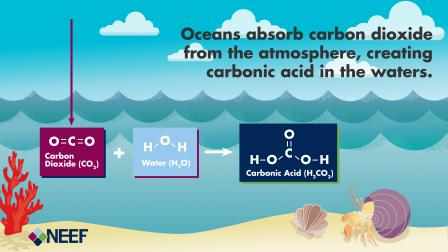 Oceans absorb carbon dioxide
from the atmosphere, creating
carbonic acid in the waters.
O=C=O
Carbon
Dioxide (CO₂)
+
H O H
Water (H₂O)
O
H-O C O-H
Carbonic Acid (H₂CO₃)
NEEF